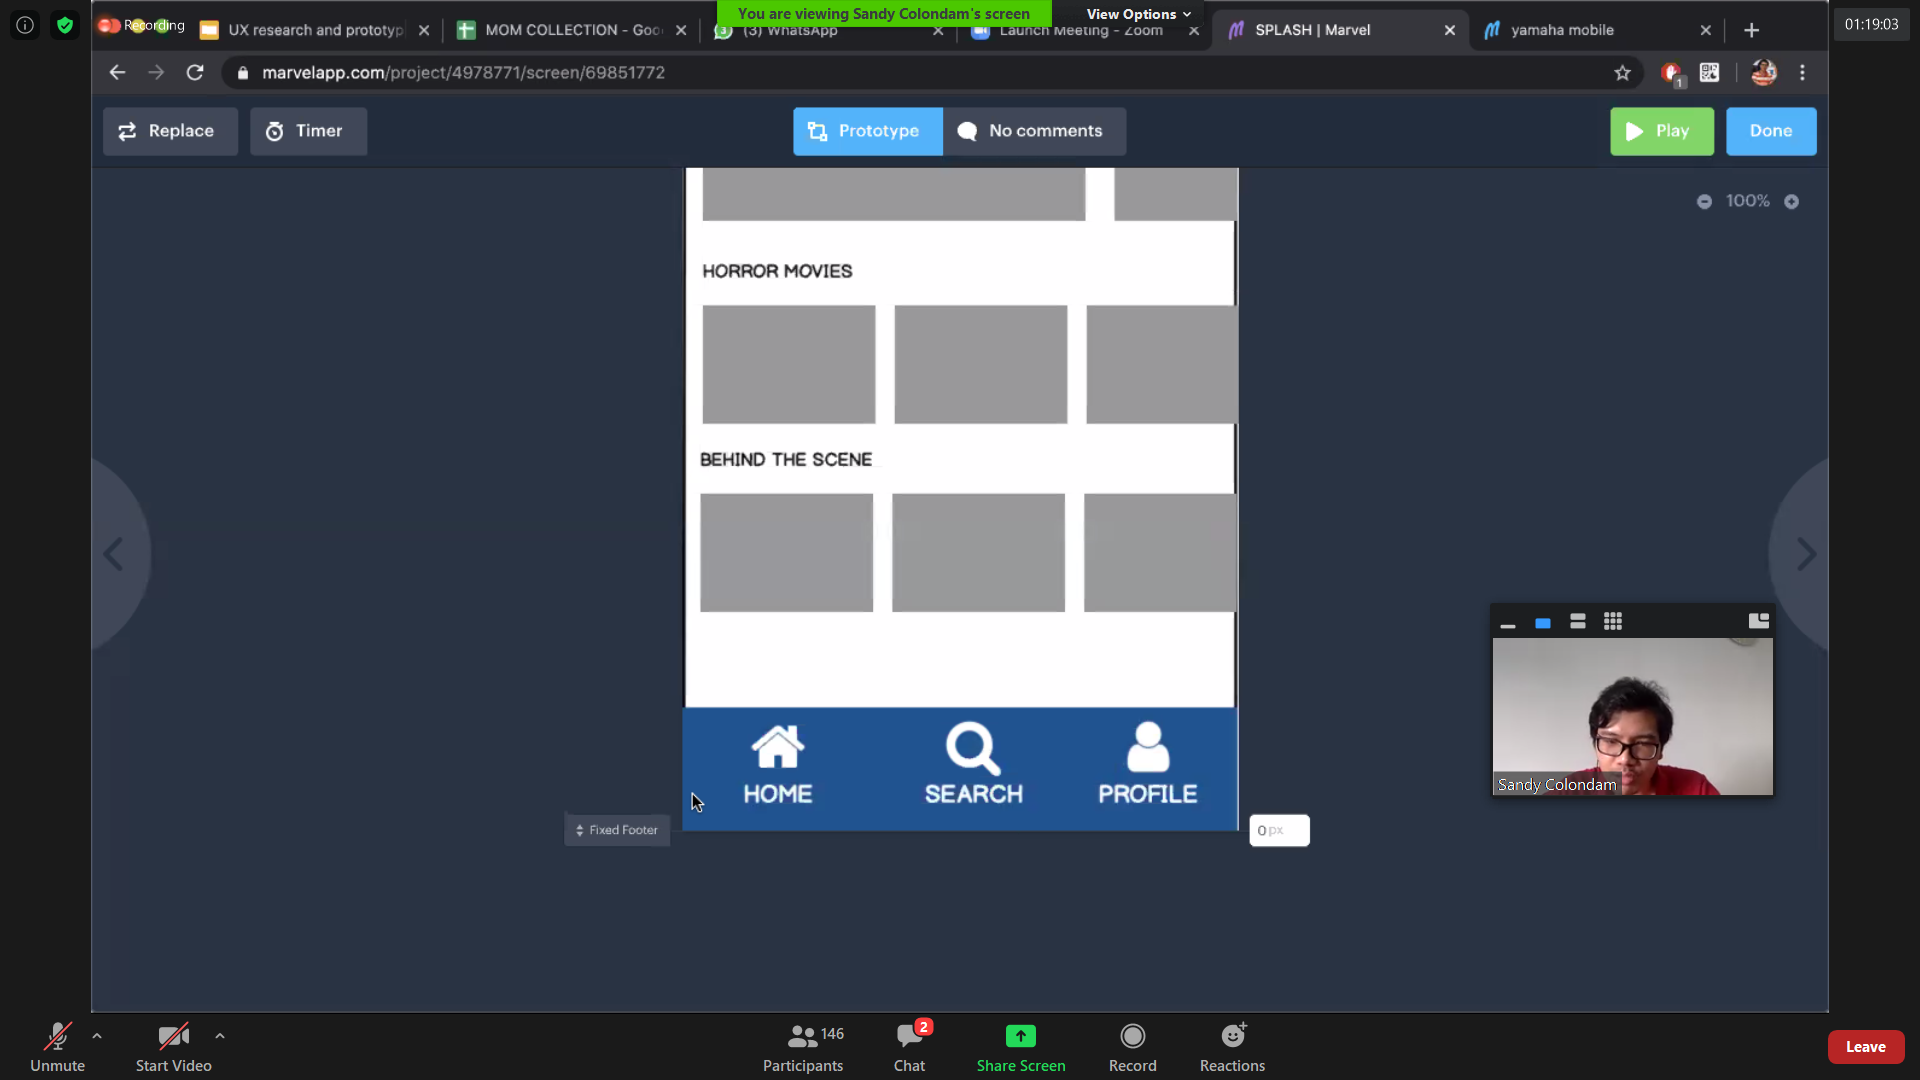 Recording
UX research and prototyp
MOM COLLECTION - Goo
(3) WhatsApp
Launch Meeting - Zoom
SPLASH | Marvel
yamaha mobile
You are viewing Sandy Colondam's screen
View Options
01:19:03
marvelapp.com/project/4978771/screen/69851772
1
Replace
Timer
Prototype
No comments
Play
Done
100%
HORROR MOVIES
BEHIND THE SCENE
HOME
SEARCH
PROFILE
Fixed Footer
0px
Sandy Colondam
Unmute
Start Video
146
Participants
2
Chat
Share Screen
Record
Reactions
Leave